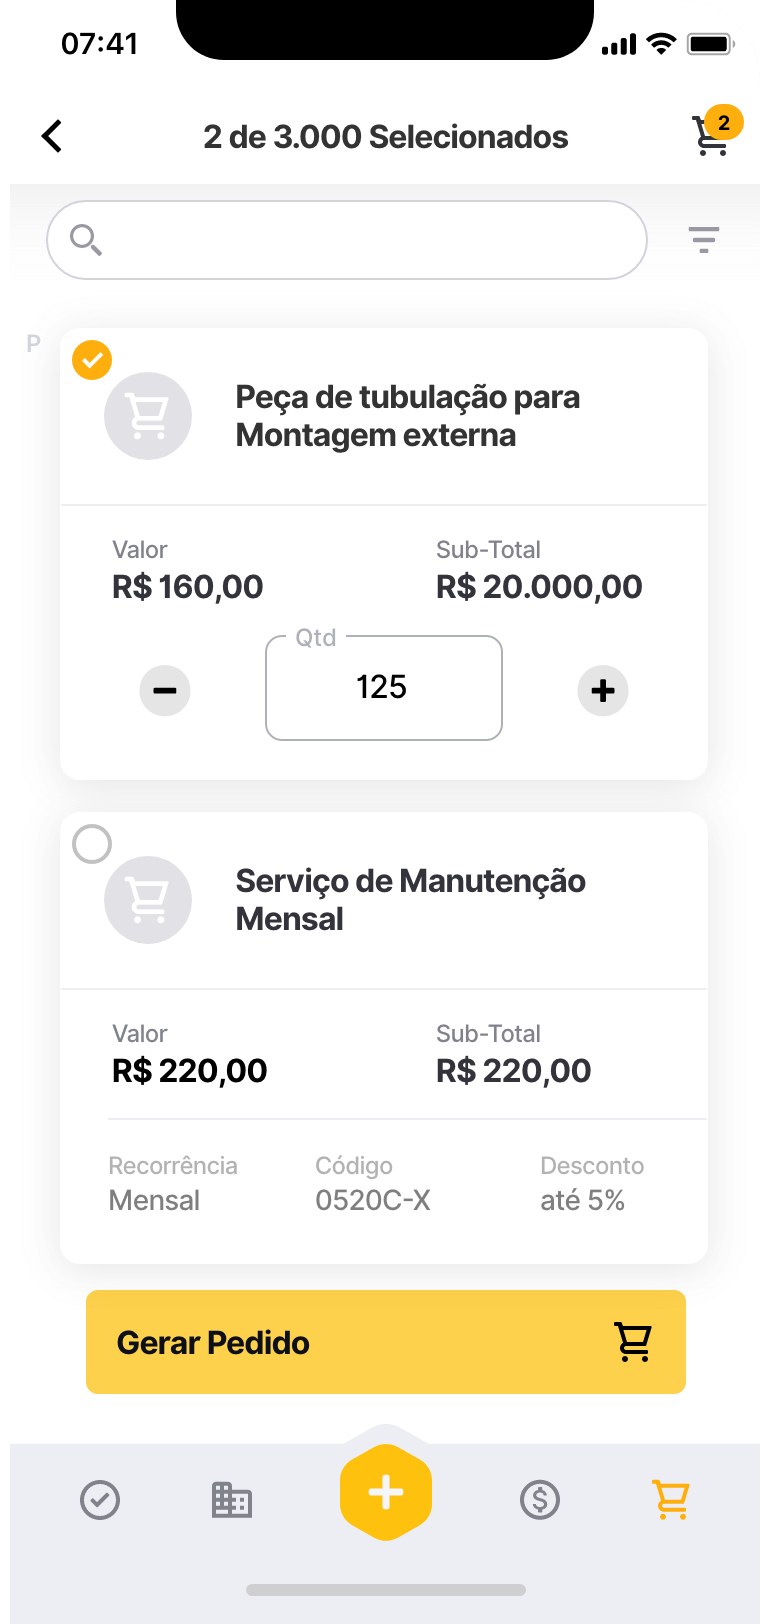 07:41
2 de 3.000 Selecionados
2
P
Peça de tubulação para
Montagem externa
Valor
Sub-Total
R$ 160,00
R$ 20.000,00
Qtd
125
Serviço de Manutenção
Mensal
Valor
Sub-Total
R$ 220,00
R$ 220,00
Recorrência
Código
Desconto
Mensal
0520C-X
até 5%
Gerar Pedido